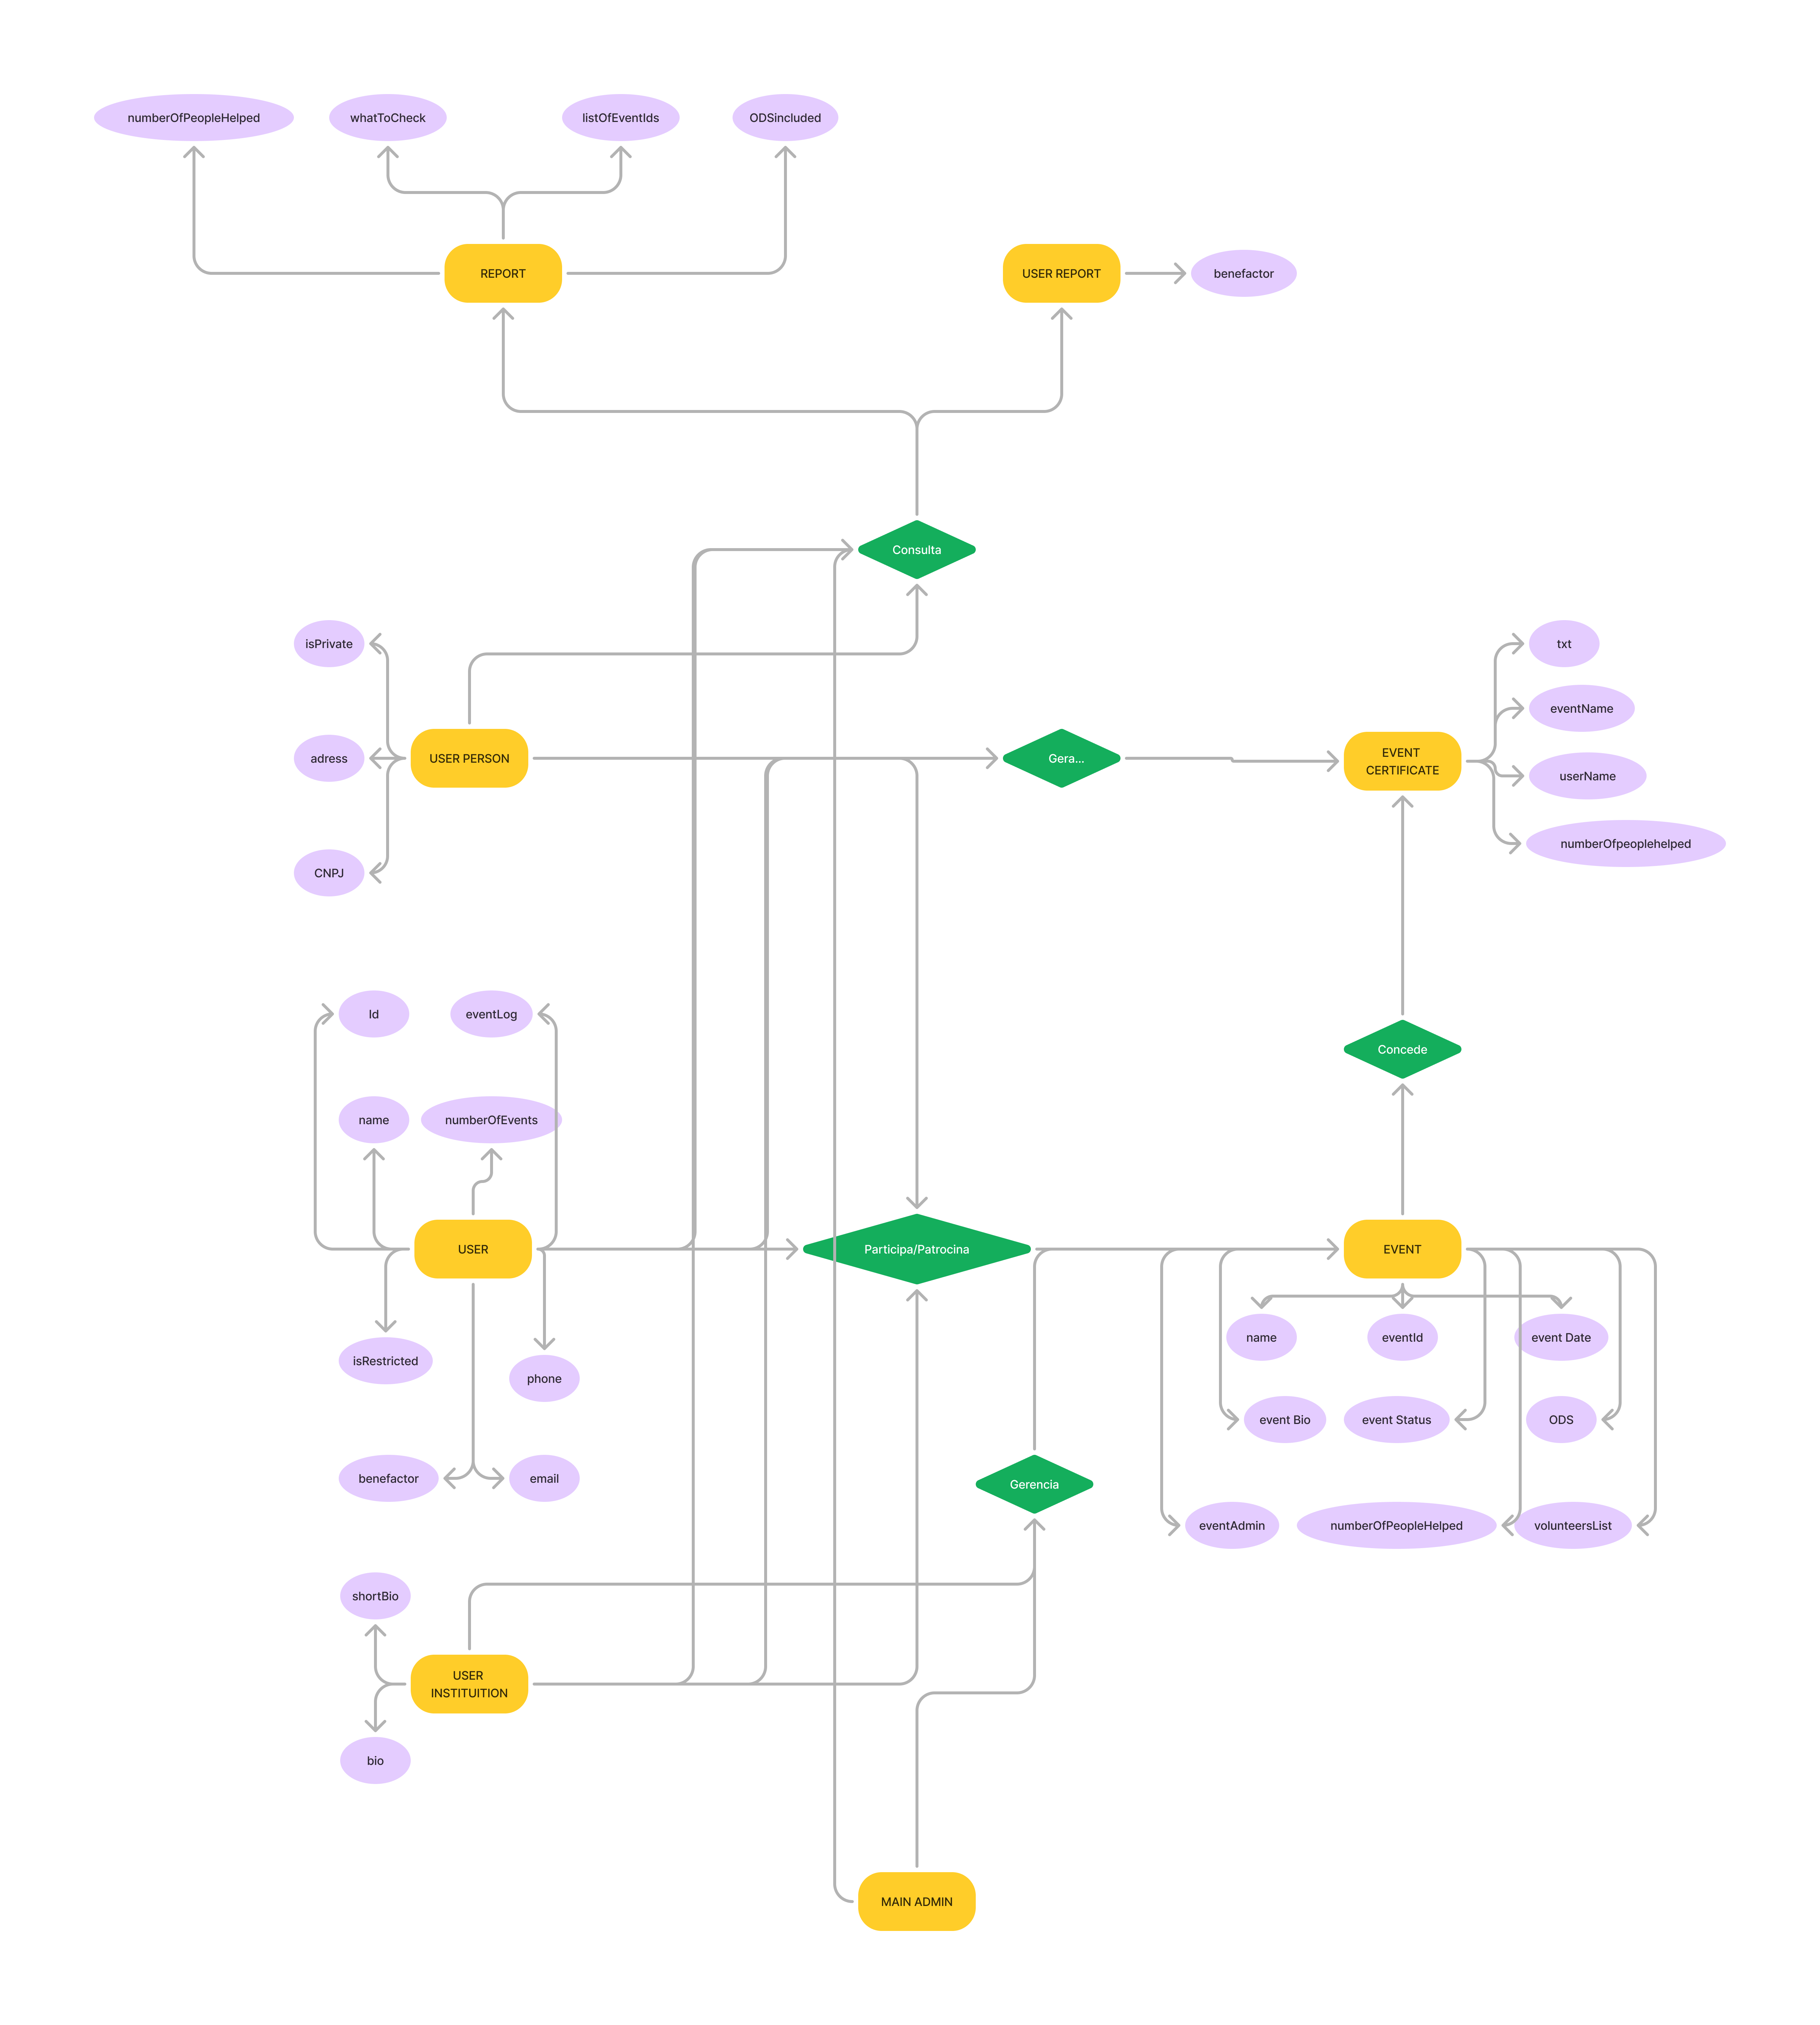 numberOfPeopleHelped
whatToCheck
listOfEventIds
ODSincluded
REPORT
USER REPORT
benefactor
Consulta
isPrivate
txt
eventName
adress
USER PERSON
Gera...
EVENT
CERTIFICATE
userName
numberOfpeoplehelped
CNPJ
Id
eventLog
Concede
name
numberOfEvents
USER
Participa/Patrocina
EVENT
name
eventId
event Date
isRestricted
phone
event Bio
event Status
ODS
benefactor
email
Gerencia
eventAdmin
numberOfPeopleHelped
volunteersList
shortBio
USER
INSTITUITION
bio
MAIN ADMIN